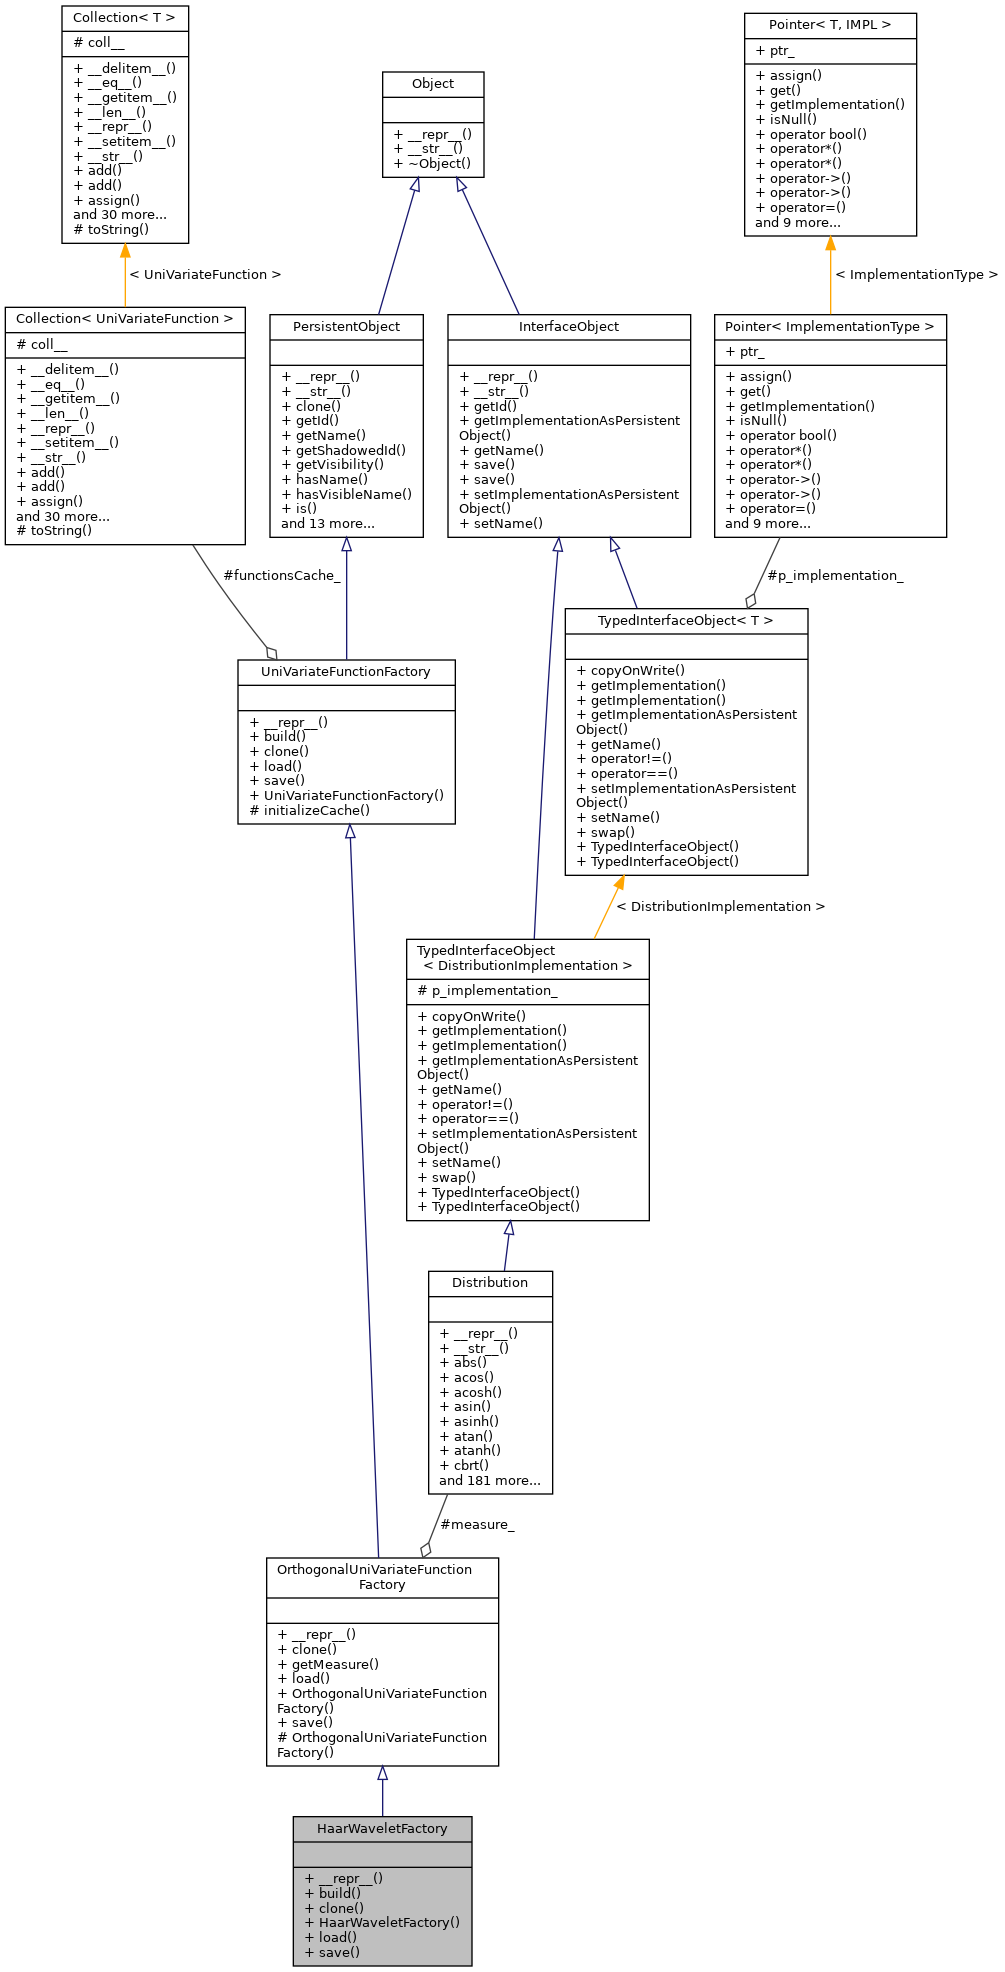 Collection< T >
# coll__
+ __delitem__()
+ __eq__()
+ __getitem__()
+ __len__()
+ __repr__()
+ __setitem__()
+ __str__()
+ add()
+ add()
+ assign()
and 30 more...
# toString()
Pointer< T, IMPL >
+ ptr_
+ assign()
+ get()
+ getImplementation()
+ isNull()
+ operator bool()
+ operator*()
+ operator*()
+ operator->()
+ operator->()
+ operator=()
and 9 more...
Object
+ __repr__()
+ __str__()
+ ~Object()
< UniVariateFunction >
< ImplementationType >
Collection< UniVariateFunction >
# coll__
+ __delitem__()
+ __eq__()
+ __getitem__()
+ __len__()
+ __repr__()
+ __setitem__()
+ __str__()
+ add()
+ add()
+ assign()
and 30 more...
# toString()
PersistentObject
+ __repr__()
+ __str__()
+ clone()
+ getId()
+ getName()
+ getShadowedId()
+ getVisibility()
+ hasName()
+ hasVisibleName()
+ is()
and 13 more...
InterfaceObject
+ __repr__()
+ __str__()
+ getId()
+ getImplementationAsPersistent
Object()
+ getName()
+ save()
+ save()
+ setImplementationAsPersistent
Object()
+ setName()
Pointer< ImplementationType >
+ ptr_
+ assign()
+ get()
+ getImplementation()
+ isNull()
+ operator bool()
+ operator*()
+ operator*()
+ operator->()
+ operator->()
+ operator=()
and 9 more...
#functionsCache_
#p_implementation_
TypedInterfaceObject< T >
+ copyOnWrite()
+ getImplementation()
+ getImplementation()
+ getImplementationAsPersistent
Object()
+ getName()
+ operator!=()
+ operator==()
+ setImplementationAsPersistent
Object()
+ setName()
+ swap()
+ TypedInterfaceObject()
+ TypedInterfaceObject()
UniVariateFunctionFactory
+ __repr__()
+ build()
+ clone()
+ load()
+ save()
+ UniVariateFunctionFactory()
# initializeCache()
< DistributionImplementation >
TypedInterfaceObject
< DistributionImplementation >
# p_implementation_
+ copyOnWrite()
+ getImplementation()
+ getImplementation()
+ getImplementationAsPersistent
Object()
+ getName()
+ operator!=()
+ operator==()
+ setImplementationAsPersistent
Object()
+ setName()
+ swap()
+ TypedInterfaceObject()
+ TypedInterfaceObject()
Distribution
+ __repr__()
+ __str__()
+ abs()
+ acos()
+ acosh()
+ asin()
+ asinh()
+ atan()
+ atanh()
+ cbrt()
and 181 more...
#measure_
OrthogonalUniVariateFunction
Factory
+ __repr__()
+ clone()
+ getMeasure()
+ load()
+ OrthogonalUniVariateFunction
Factory()
+ save()
# OrthogonalUniVariateFunction
Factory()
HaarWaveletFactory
+ __repr__()
+ build()
+ clone()
+ HaarWaveletFactory()
+ load()
+ save()